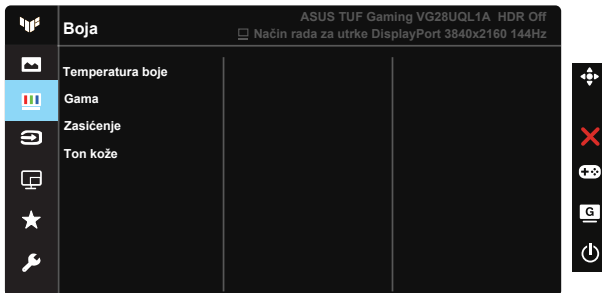 Boja
ASUS TUF Gaming VG28UQL1A HDR Off
Način rada za utrke DisplayPort 3840x2160 144Hz
Temperatura boje
Gama
Zasićenje
Ton kože
G